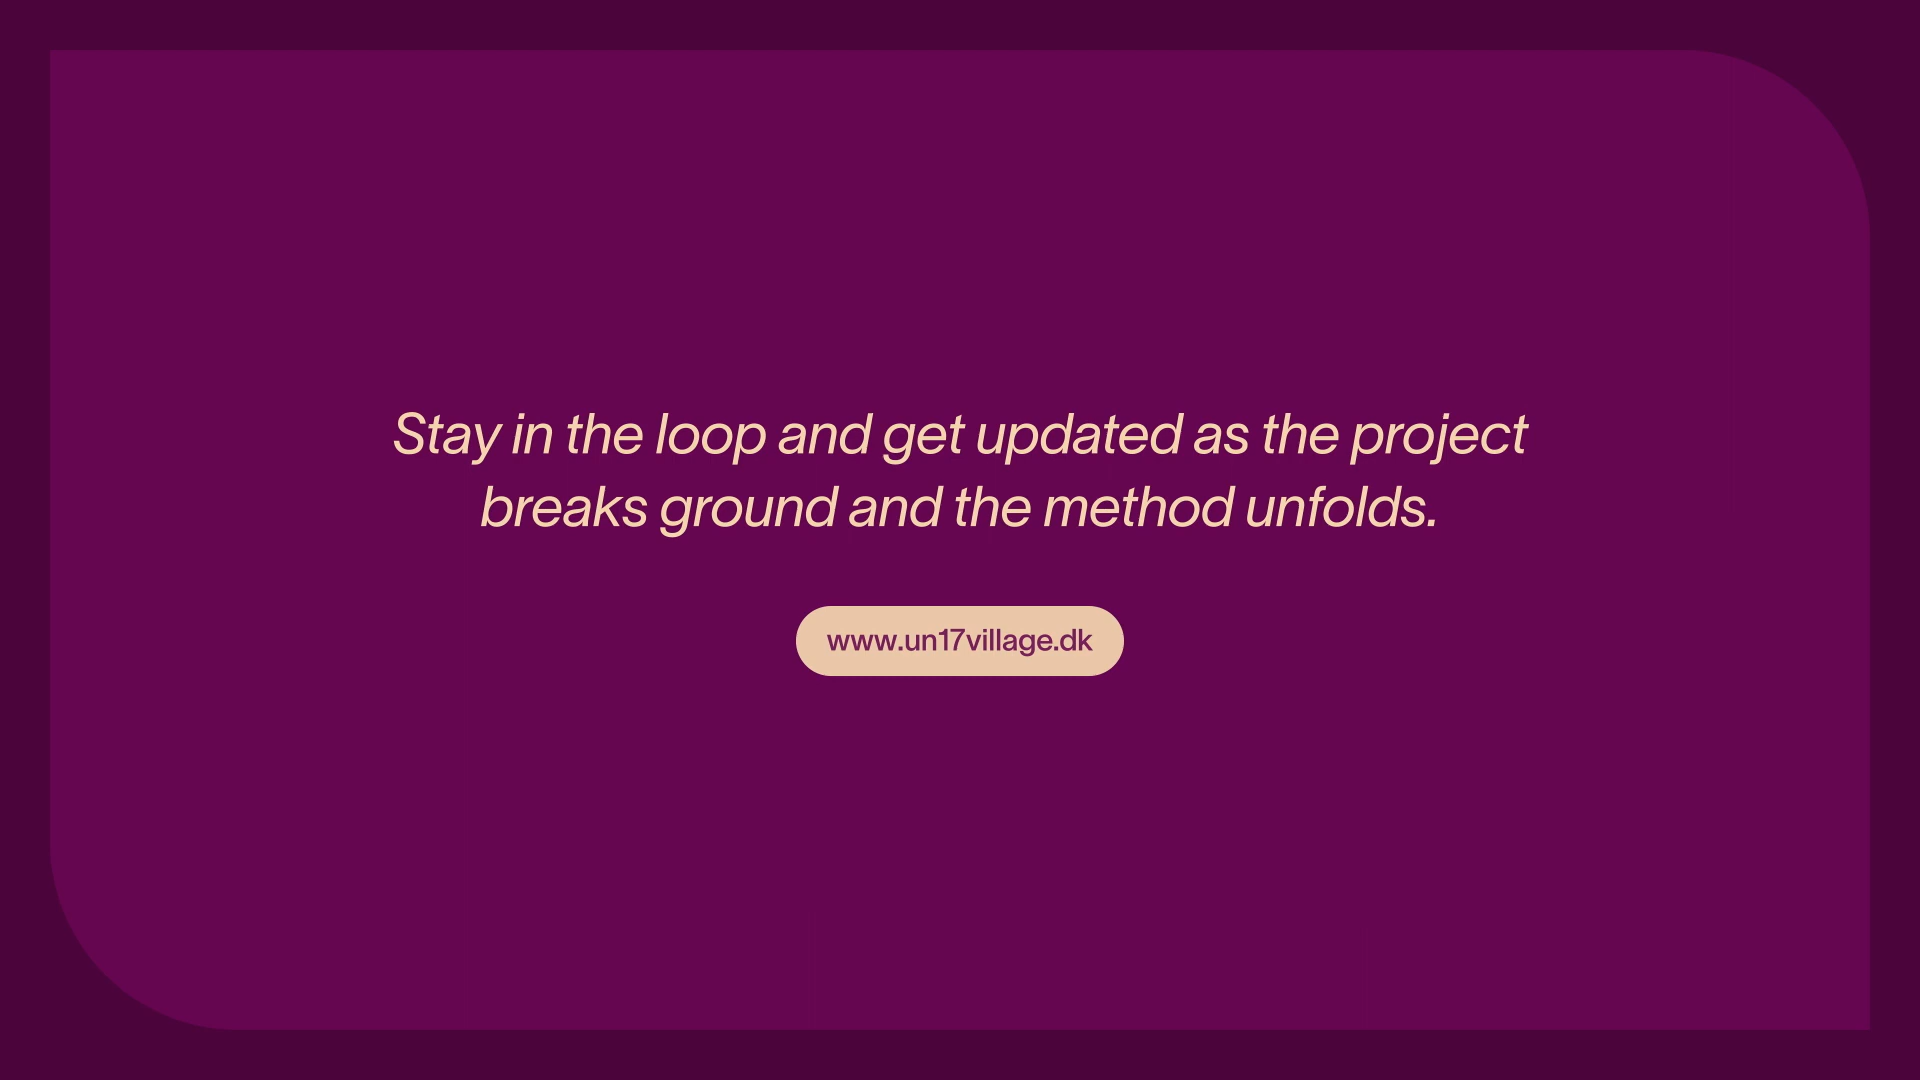 Stay in the loop and get updated as the project
breaks ground and the method unfolds.
www.un17village.dk